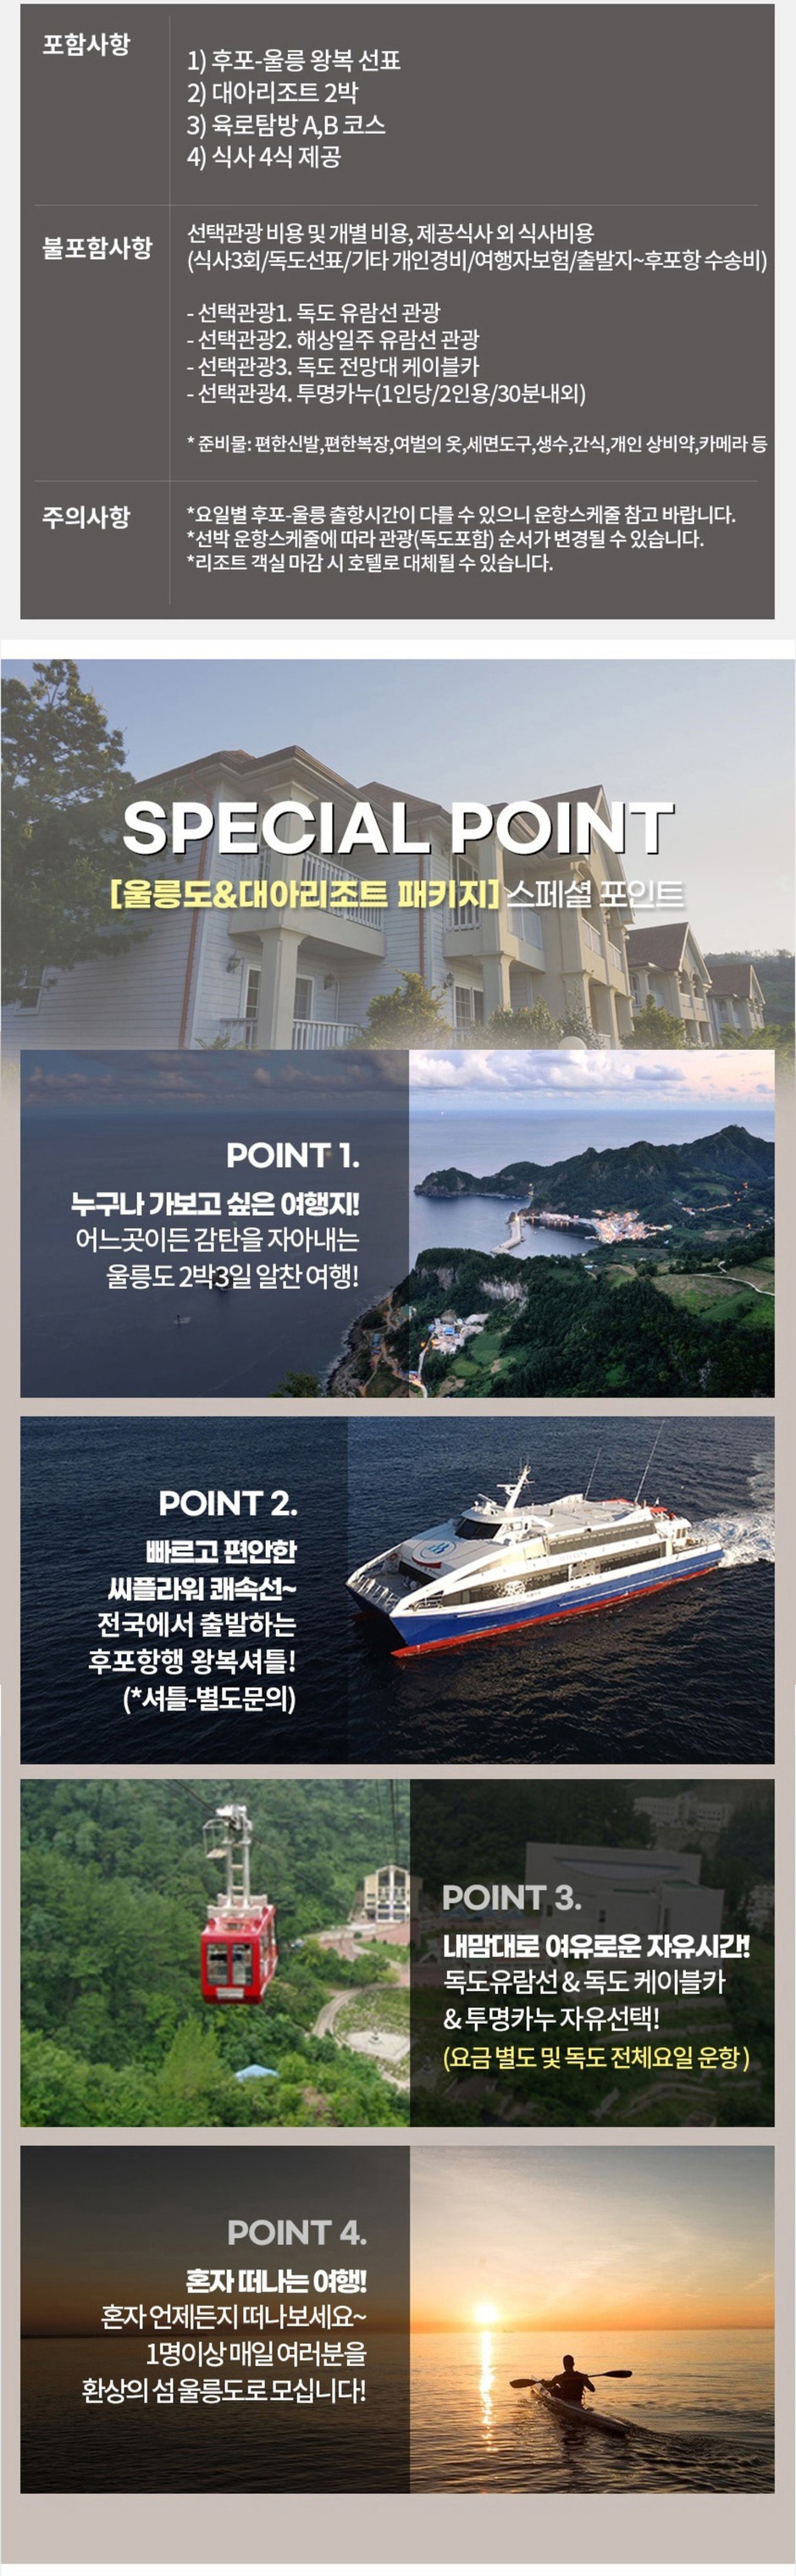 포함사항
1) 후포-울릉 왕복 선표
2) 대아리조트 2박
3) 육로탐방 A,B 코스
4) 식사 4식 제공
불포함사항
선택관광 비용 및 개별 비용, 제공식사 외 식사비용
(식사3회/독도선표/기타 개인경비/여행자보험/출발지~후포항 수송비)
- 선택관광1. 독도 유람선 관광
- 선택관광2. 해상일주 유람선 관광
- 선택관광3. 독도 전망대 케이블카
- 선택관광4. 투명카누(1인당/2인용/30분내외)
* 준비물: 편한신발,편한복장,여벌의 옷,세면도구,생수,간식,개인 상비약,카메라 등
주의사항
*요일별 후포-울릉 출항시간이 다를 수 있으니 운항스케줄 참고 바랍니다.
*선박 운항스케줄에 따라 관광(독도포함) 순서가 변경될 수 있습니다.
*리조트 객실 마감 시 호텔로 대체될 수 있습니다.
SPECIAL POINT
[울릉도&대아리조트 패키지] 스페셜 포인트
POINT 1.
누구나 가보고 싶은 여행지!
어느곳이든 감탄을 자아내는
울릉도 2박3일 알찬 여행!
POINT 2.
빠르고 편안한
씨플라워 쾌속선~
전국에서 출발하는
후포항행 왕복셔틀!
(*셔틀-별도문의)
POINT 3.
내맘대로 여유로운 자유시간!
독도유람선 & 독도 케이블카
& 투명카누 자유선택!
(요금 별도 및 독도 전체요일 운항)
POINT 4.
혼자 떠나는 여행!
혼자 언제든지 떠나보세요~
1명이상 매일 여러분을
환상의 섬 울릉도로 모십니다!